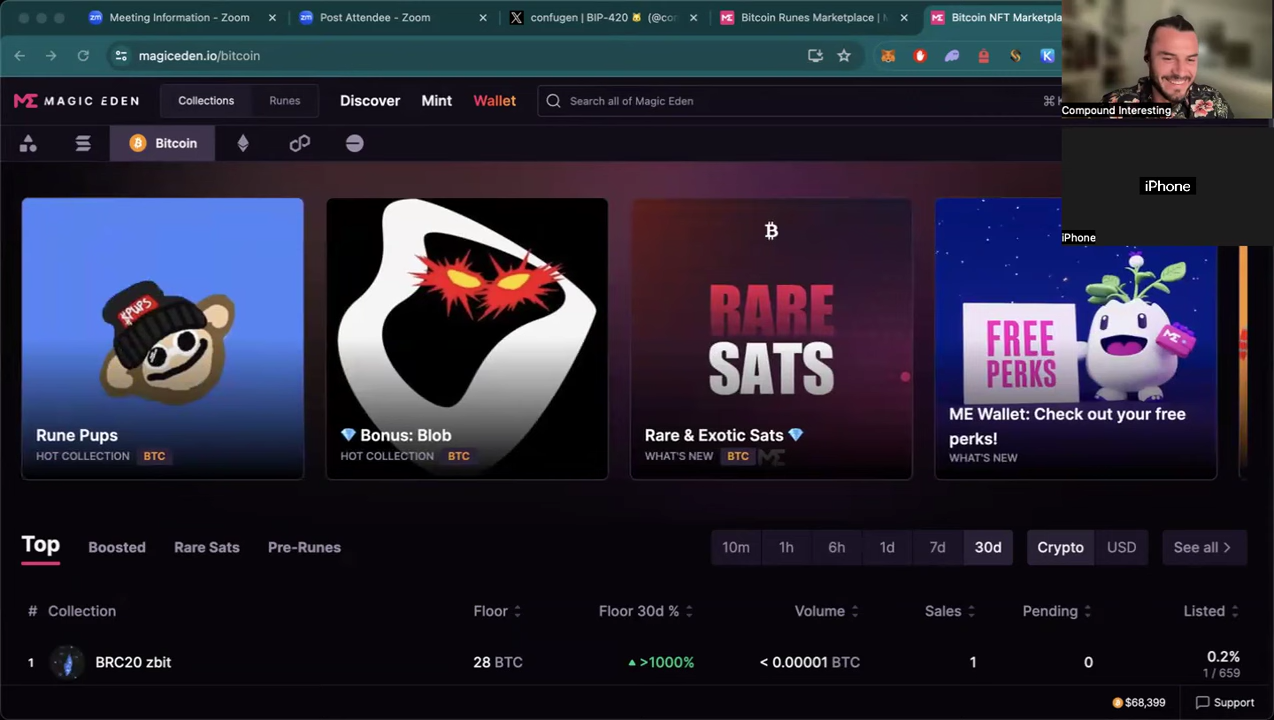 Meeting Information - Zoom
Post Attendee - Zoom
confugen | BIP-420 🐱 (@co
Bitcoin Runes Marketplace |
Bitcoin NFT Marketpla
magiceden.io/bitcoin
Compound Interesting
iPhone
iPhone
MAGIC EDEN
Collections
Runes
Discover
Mint
Wallet
Search all of Magic Eden
⌘K
Bitcoin
$PUPS
Rune Pups
HOT COLLECTION BTC
💎 Bonus: Blob
HOT COLLECTION BTC
RARE
SATS
Rare & Exotic Sats 💎
WHAT'S NEW BTC
FREE
PERKS
ME Wallet: Check out your free
perks!
WHAT'S NEW
Top
Boosted
Rare Sats
Pre-Runes
10m 1h 6h 1d 7d 30d
Crypto USD
See all >
# Collection Floor Floor 30d % Volume Sales Pending Listed
1 BRC20 zbit 28 BTC ▲ >1000% < 0.00001 BTC 1 0 0.2%
1 / 659
$68,399
Support